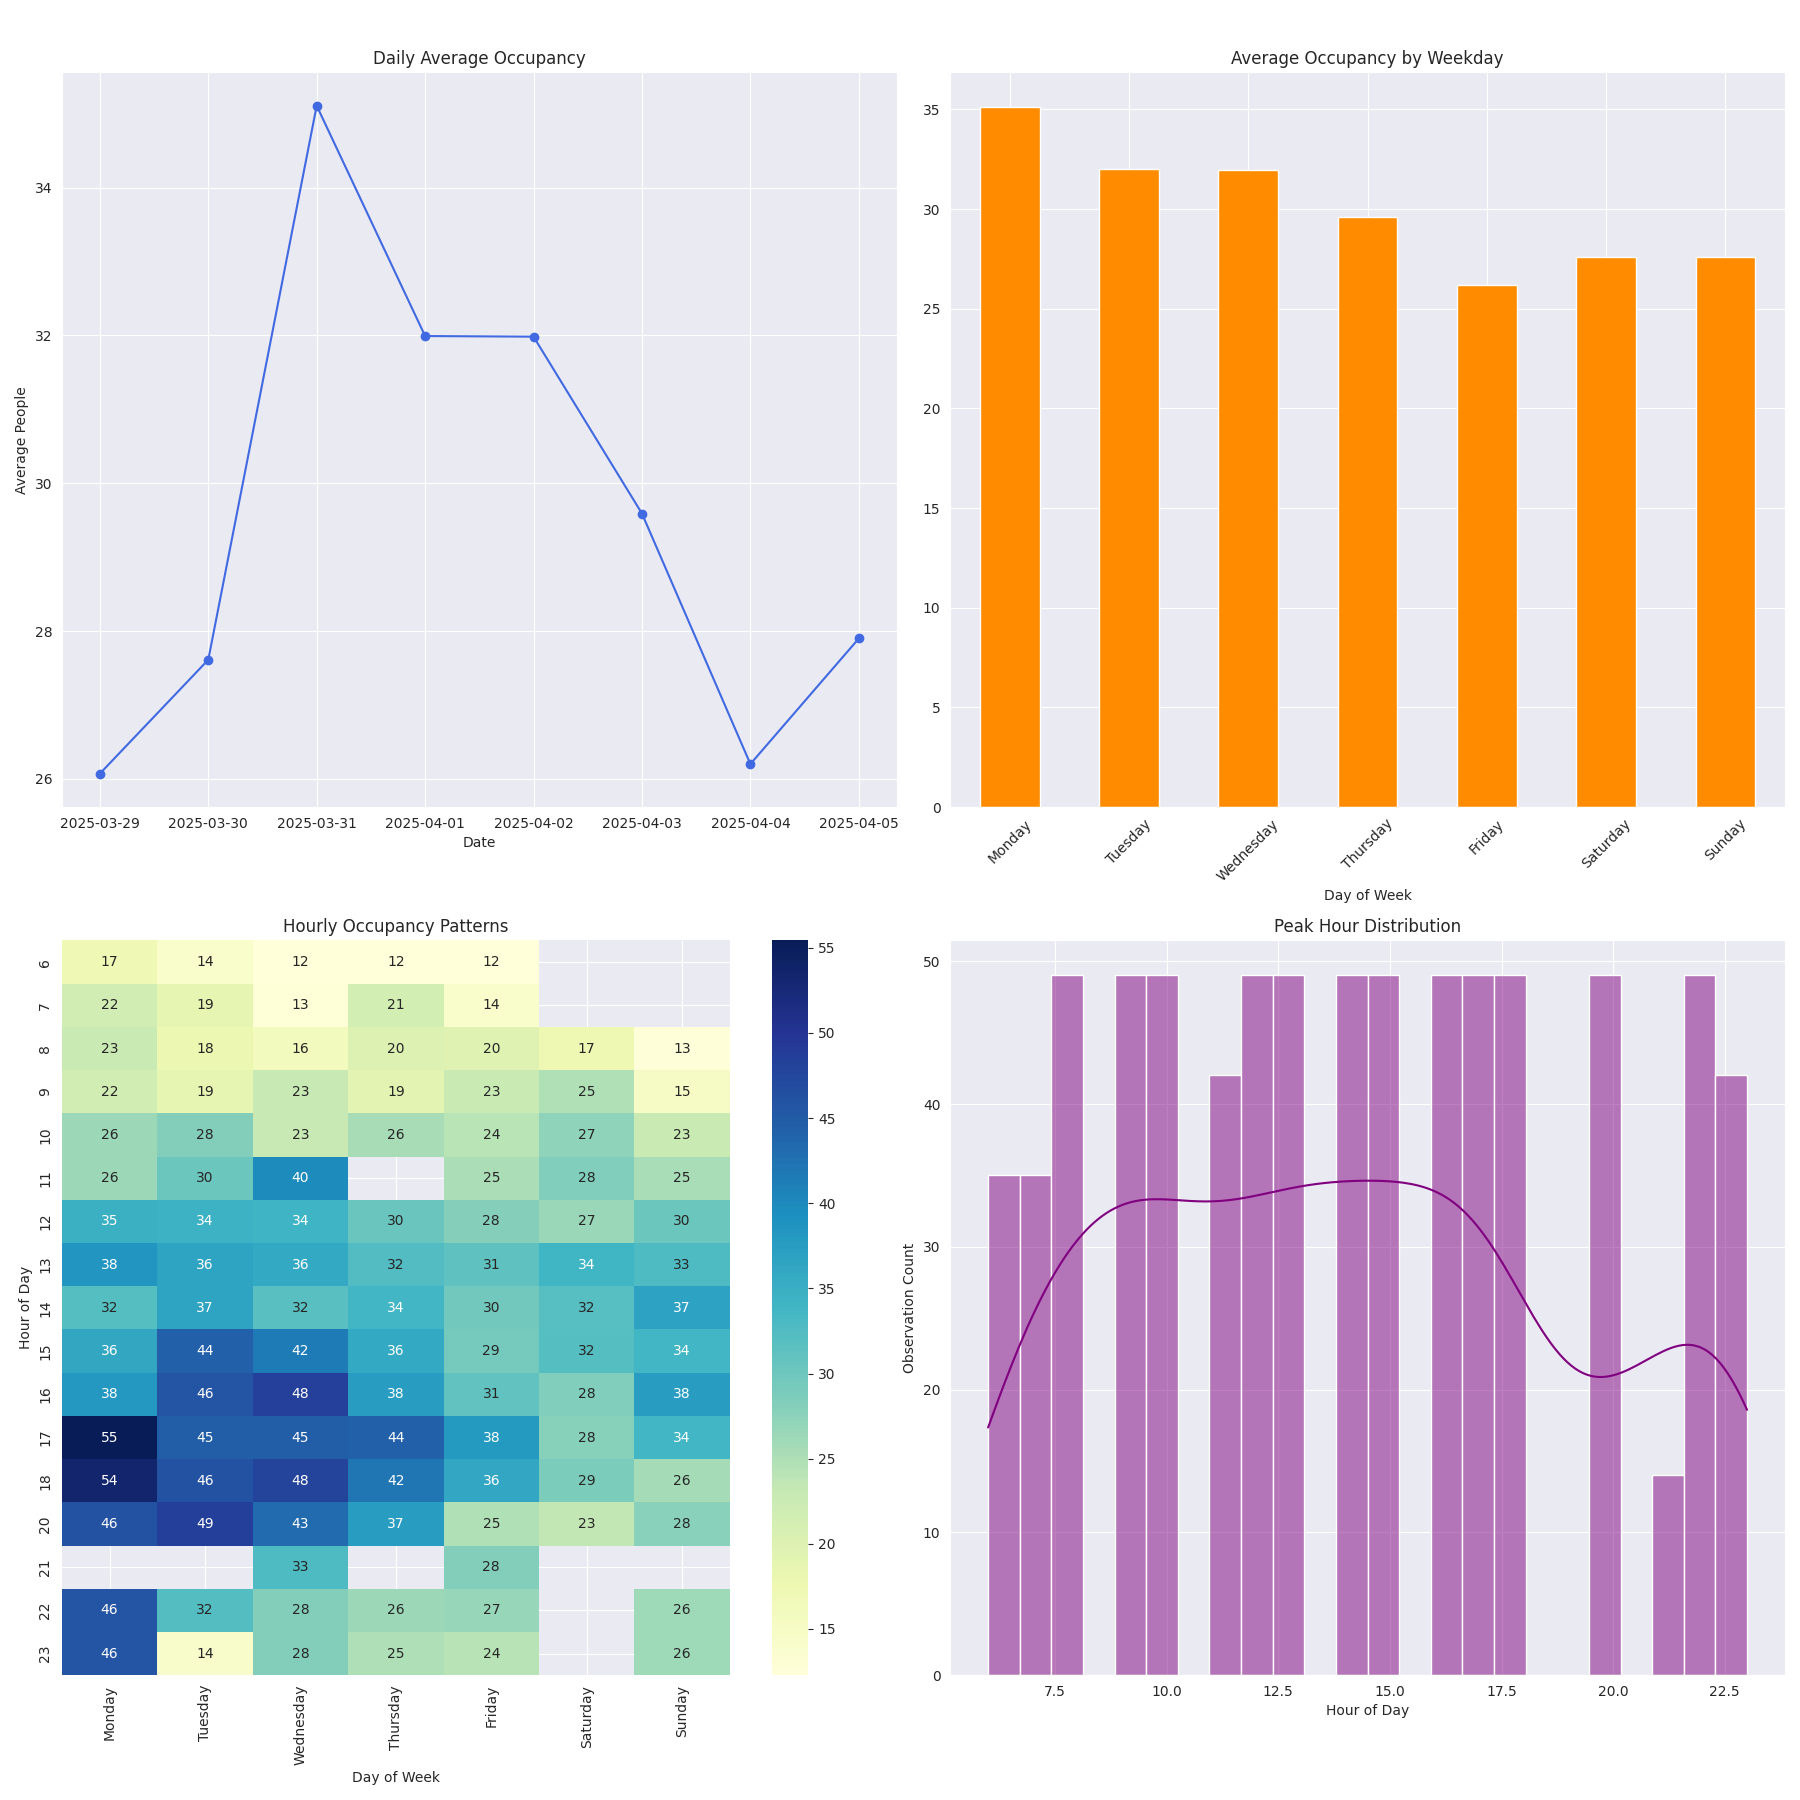 Daily Average Occupancy
34
32
30
28
26
Average People
2025-03-29 2025-03-30 2025-03-31 2025-04-01 2025-04-02 2025-04-03 2025-04-04 2025-04-05
Date
Average Occupancy by Weekday
35
30
25
20
15
10
5
0
Monday Tuesday Wednesday Thursday Friday Saturday Sunday
Day of Week
Hourly Occupancy Patterns
Hour of Day
6 17 14 12 12 12
7 22 19 13 21 14
8 23 18 16 20 20 17 13
9 22 19 23 19 23 25 15
10 26 28 23 26 24 27 23
11 26 30 40 25 28 25
12 35 34 34 30 28 27 30
13 38 36 36 32 31 34 33
14 32 37 32 34 30 32 37
15 36 44 42 36 29 32 34
16 38 46 48 38 31 28 38
17 55 45 45 44 38 28 34
18 54 46 48 42 36 29 26
20 46 49 43 37 25 23 28
21 33 28
22 46 32 28 26 27 26
23 46 14 28 25 24 26
Monday Tuesday Wednesday Thursday Friday Saturday Sunday
Day of Week
55
50
45
40
35
30
25
20
15
Peak Hour Distribution
50
40
30
20
10
0
Observation Count
7.5 10.0 12.5 15.0 17.5 20.0 22.5
Hour of Day